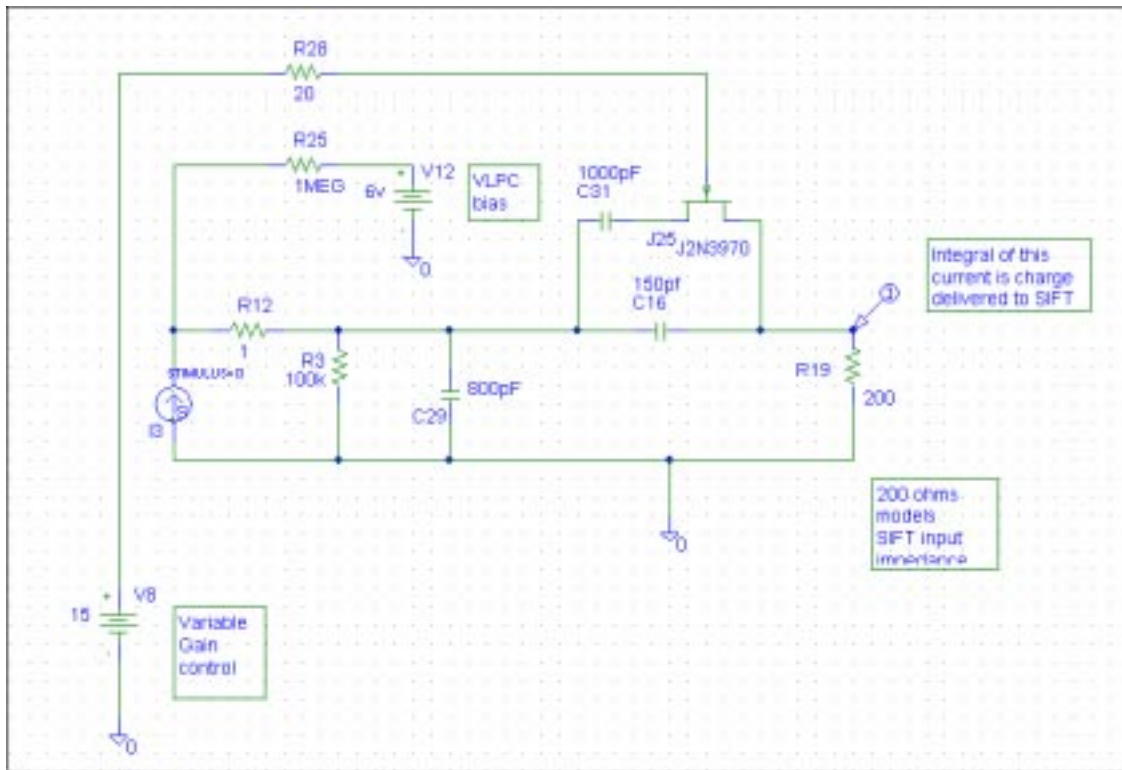 R28
20
R25
1MEG
V12
6v
VLPC
bias
1000pF
C31
J25
J2N3970
150pf
C16
Integral of this
current is charge
delivered to SIFT
1
R12
1
R3
100k
800pF
C29
R19
200
I3
0
0
200 ohms
models
SIFT input
impedance
V8
15
Variable
Gain
control
0